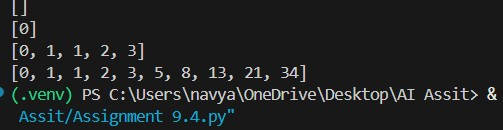 []
[0]
[0, 1, 1, 2, 3]
[0, 1, 1, 2, 3, 5, 8, 13, 21, 34]
(.venv) PS C:\Users\navya\OneDrive\Desktop\AI Assit> &
Assit/Assignment 9.4.py"